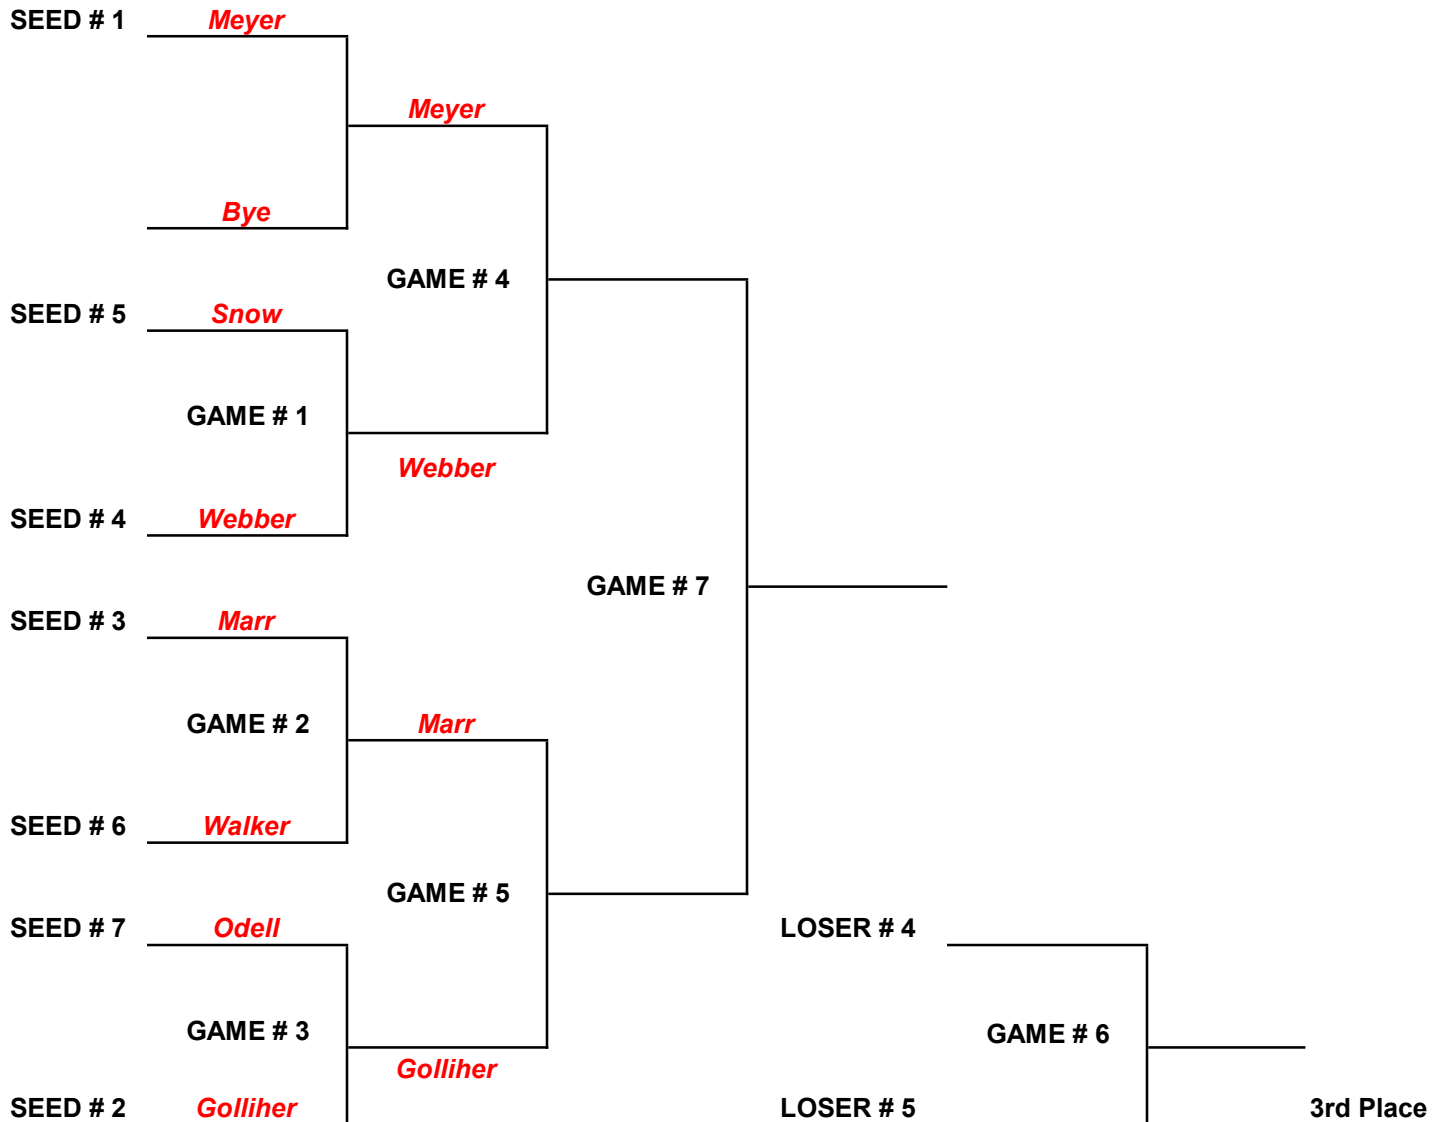 SEED # 1 Meyer
Meyer
Bye
GAME # 4
SEED # 5 Snow
GAME # 1
Webber
SEED # 4 Webber
GAME # 7
SEED # 3 Marr
GAME # 2 Marr
SEED # 6 Walker
GAME # 5
SEED # 7 Odell LOSER # 4
GAME # 3 GAME # 6
Golliher
SEED # 2 Golliher LOSER # 5 3rd Place